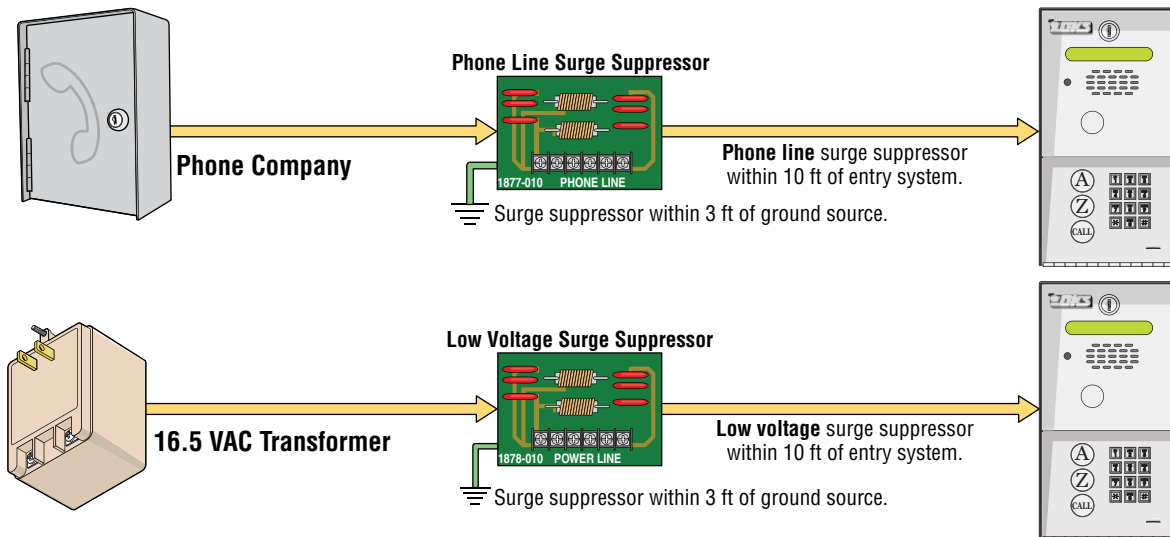 DKS
Phone Line Surge Suppressor
Phone Company
1877-010 PHONE LINE
Phone line surge suppressor
within 10 ft of entry system.
Surge suppressor within 3 ft of ground source.
A
Z
CALL
* #
DKS
Low Voltage Surge Suppressor
16.5 VAC Transformer
1878-010 POWER LINE
Low voltage surge suppressor
within 10 ft of entry system.
Surge suppressor within 3 ft of ground source.
A
Z
CALL
* #